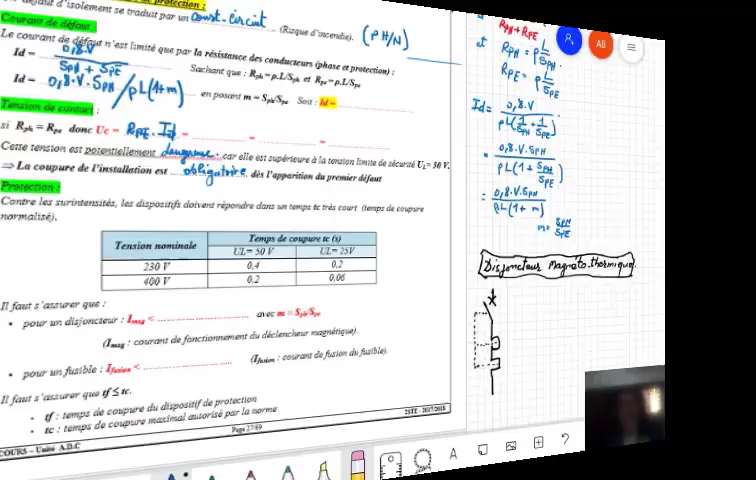 de protection :
d'isolement se traduit par un court-circuit (Risque d'incendie). (PH/N)
Courant de défaut :
Le courant de défaut n'est limité que par la résistance des conducteurs (phase et protection) :
Id = 0,8.V / SPH + SPE Sachant que : Rph=ρ.L/Sph et Rpe=ρ.L/Spe
Id = 0,8.V.SPH / ρL(1+m) en posant m = Sph/Spe Soit : Id =
Tension de contact :
si Rph = Rpe donc Uc = RPE . Id = = =
Cette tension est potentiellement dangereuse car elle est supérieure à la tension limite de sécurité UL= 50 V.
⇒ La coupure de l'installation est obligatoire dès l'apparition du premier défaut
Protection :
Contre les surintensités, les dispositifs doivent répondre dans un temps tc très court (temps de coupure
normalisé).
Tension nominale Temps de coupure tc (s)
UL= 50 V UL= 25V
230 V 0,4 0,2
400 V 0,2 0,06
Il faut s'assurer que :
• pour un disjoncteur : Imag < avec m = Sph/Spe
(Imag : courant de fonctionnement du déclencheur magnétique).
• pour un fusible : Ifusion < (Ifusion : courant de fusion du fusible).
Il faut s'assurer que tf ≤ tc.
- tf : temps de coupure du dispositif de protection
- tc : temps de coupure maximal autorisé par la norme
COURS – Unité A.D.C Page 27/89 2STE - 2017/2018
RPH + RPE
et RPH = ρ L/SPH
RPE = ρ L/SPE
Id = 0,8.V / ρL(1/SPH + 1/SPE)
= 0,8.V.SPH / ρL(1 + SPH/SPE)
= 0,8.V.SPH / ρL(1 + m)
m = SPH/SPE
Disjoncteur Magnéto.thermique
AB
A